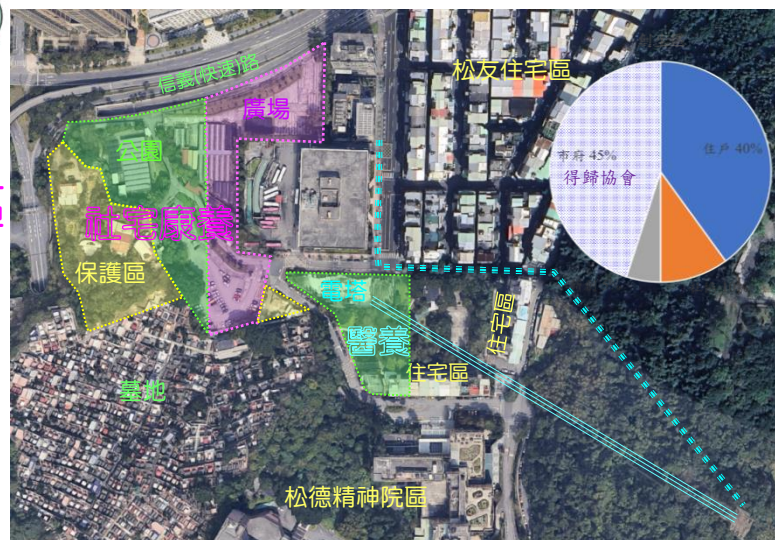 信義(快速)路
松友住宅區
廣場
公園
市府 45%
得歸協會
住戶 40%
社宅康養
保護區
電塔
醫養
住宅區
住宅區
墓地
松德精神院區